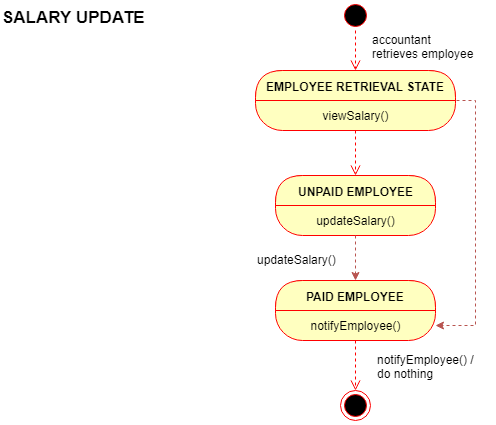 SALARY UPDATE
accountant
retrieves employee
EMPLOYEE RETRIEVAL STATE
viewSalary()
UNPAID EMPLOYEE
updateSalary()
updateSalary()
PAID EMPLOYEE
notifyEmployee()
notifyEmployee() /
do nothing